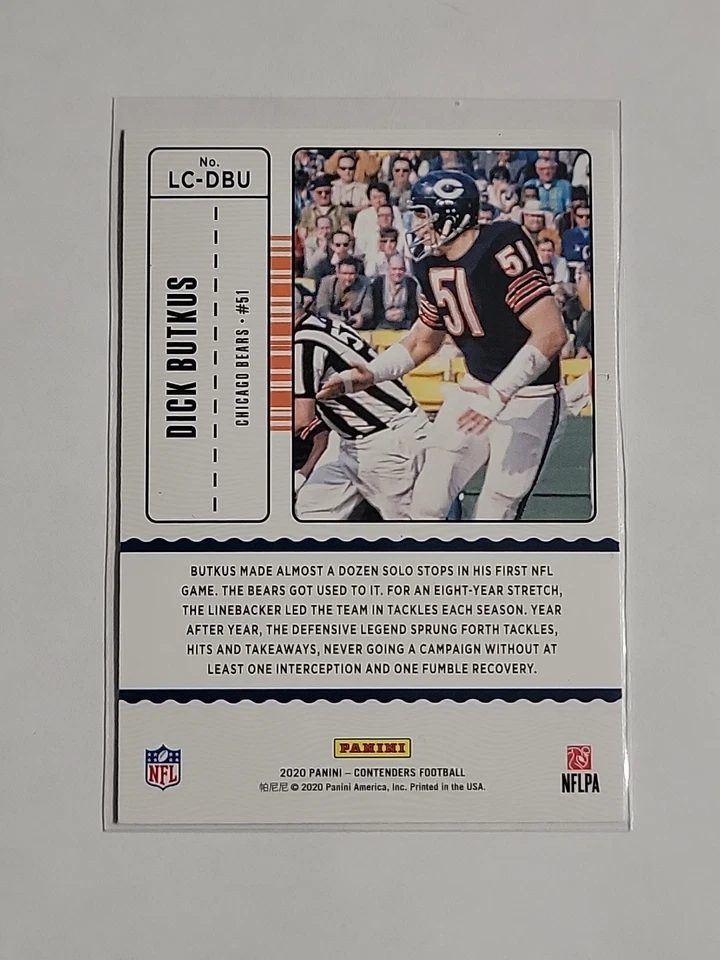 No.
LC-DBU
DICK BUTKUS
CHICAGO BEARS • #51
51
51
C
BUTKUS MADE ALMOST A DOZEN SOLO STOPS IN HIS FIRST NFL
GAME. THE BEARS GOT USED TO IT. FOR AN EIGHT-YEAR STRETCH,
THE LINEBACKER LED THE TEAM IN TACKLES EACH SEASON. YEAR
AFTER YEAR, THE DEFENSIVE LEGEND SPRUNG FORTH TACKLES,
HITS AND TAKEAWAYS, NEVER GOING A CAMPAIGN WITHOUT AT
LEAST ONE INTERCEPTION AND ONE FUMBLE RECOVERY.
PANINI
NFL
2020 PANINI – CONTENDERS FOOTBALL
帕尼尼 © 2020 Panini America, Inc. Printed in the USA.
NFLPA